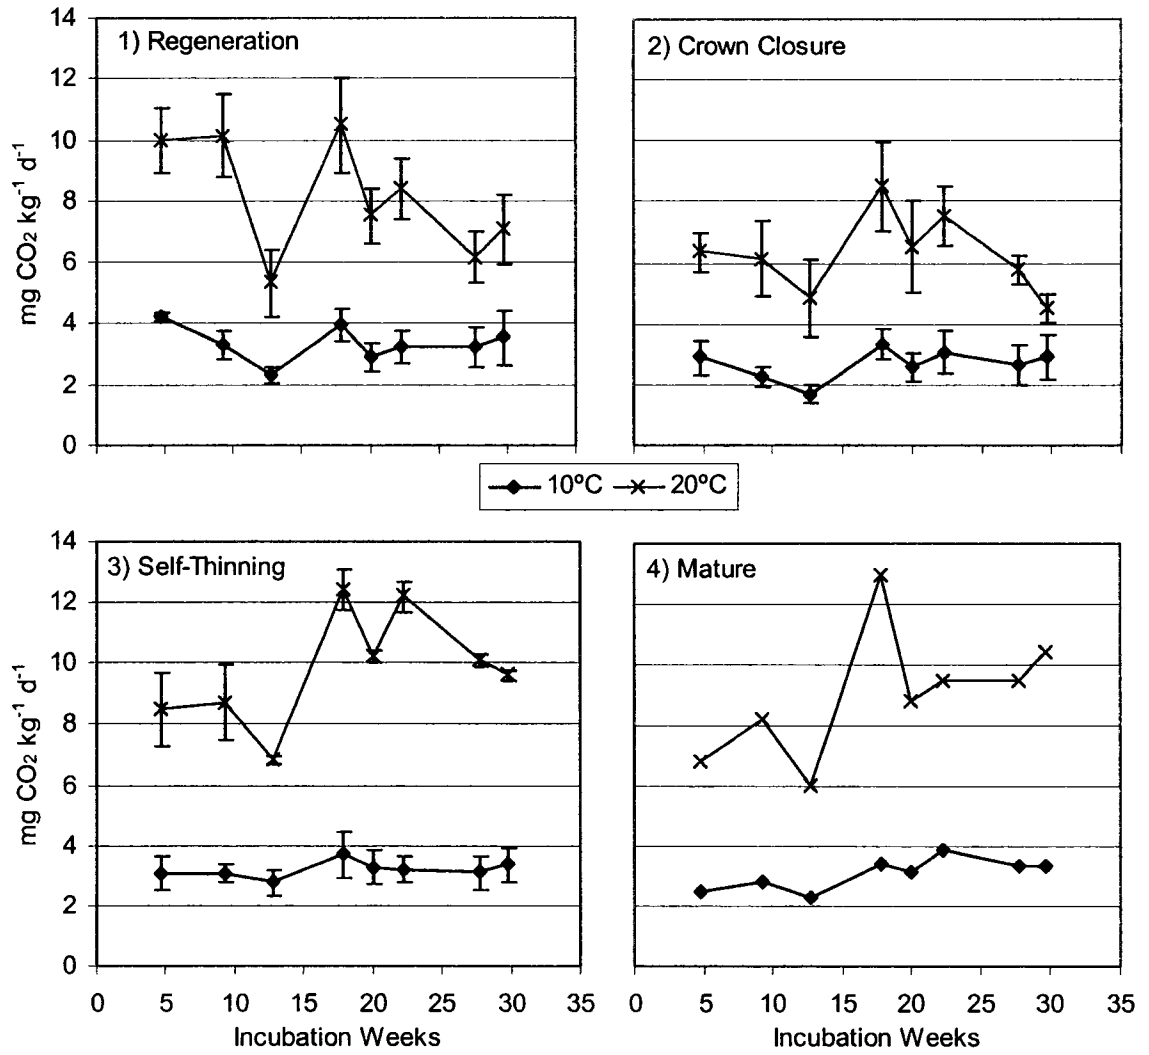 14
12
10
8
6
4
2
0
mg CO₂ kg⁻¹ d⁻¹
1) Regeneration
2) Crown Closure
10ºC 20ºC
14
12
10
8
6
4
2
0
mg CO₂ kg⁻¹ d⁻¹
3) Self-Thinning
4) Mature
0 5 10 15 20 25 30 35
0 5 10 15 20 25 30 35
Incubation Weeks
Incubation Weeks